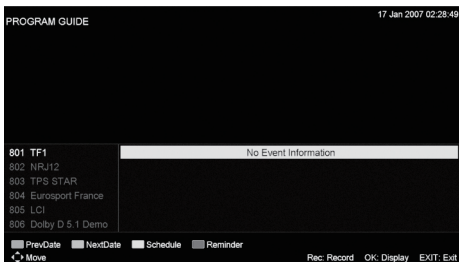 PROGRAM GUIDE
17 Jan 2007 02:28:49
801 TF1
No Event Information
802 NRJ12
803 TPS STAR
804 Eurosport France
805 LCI
806 Dolby D 5.1 Demo
PrevDate NextDate Schedule Reminder
Move Rec: Record OK: Display EXIT: Exit